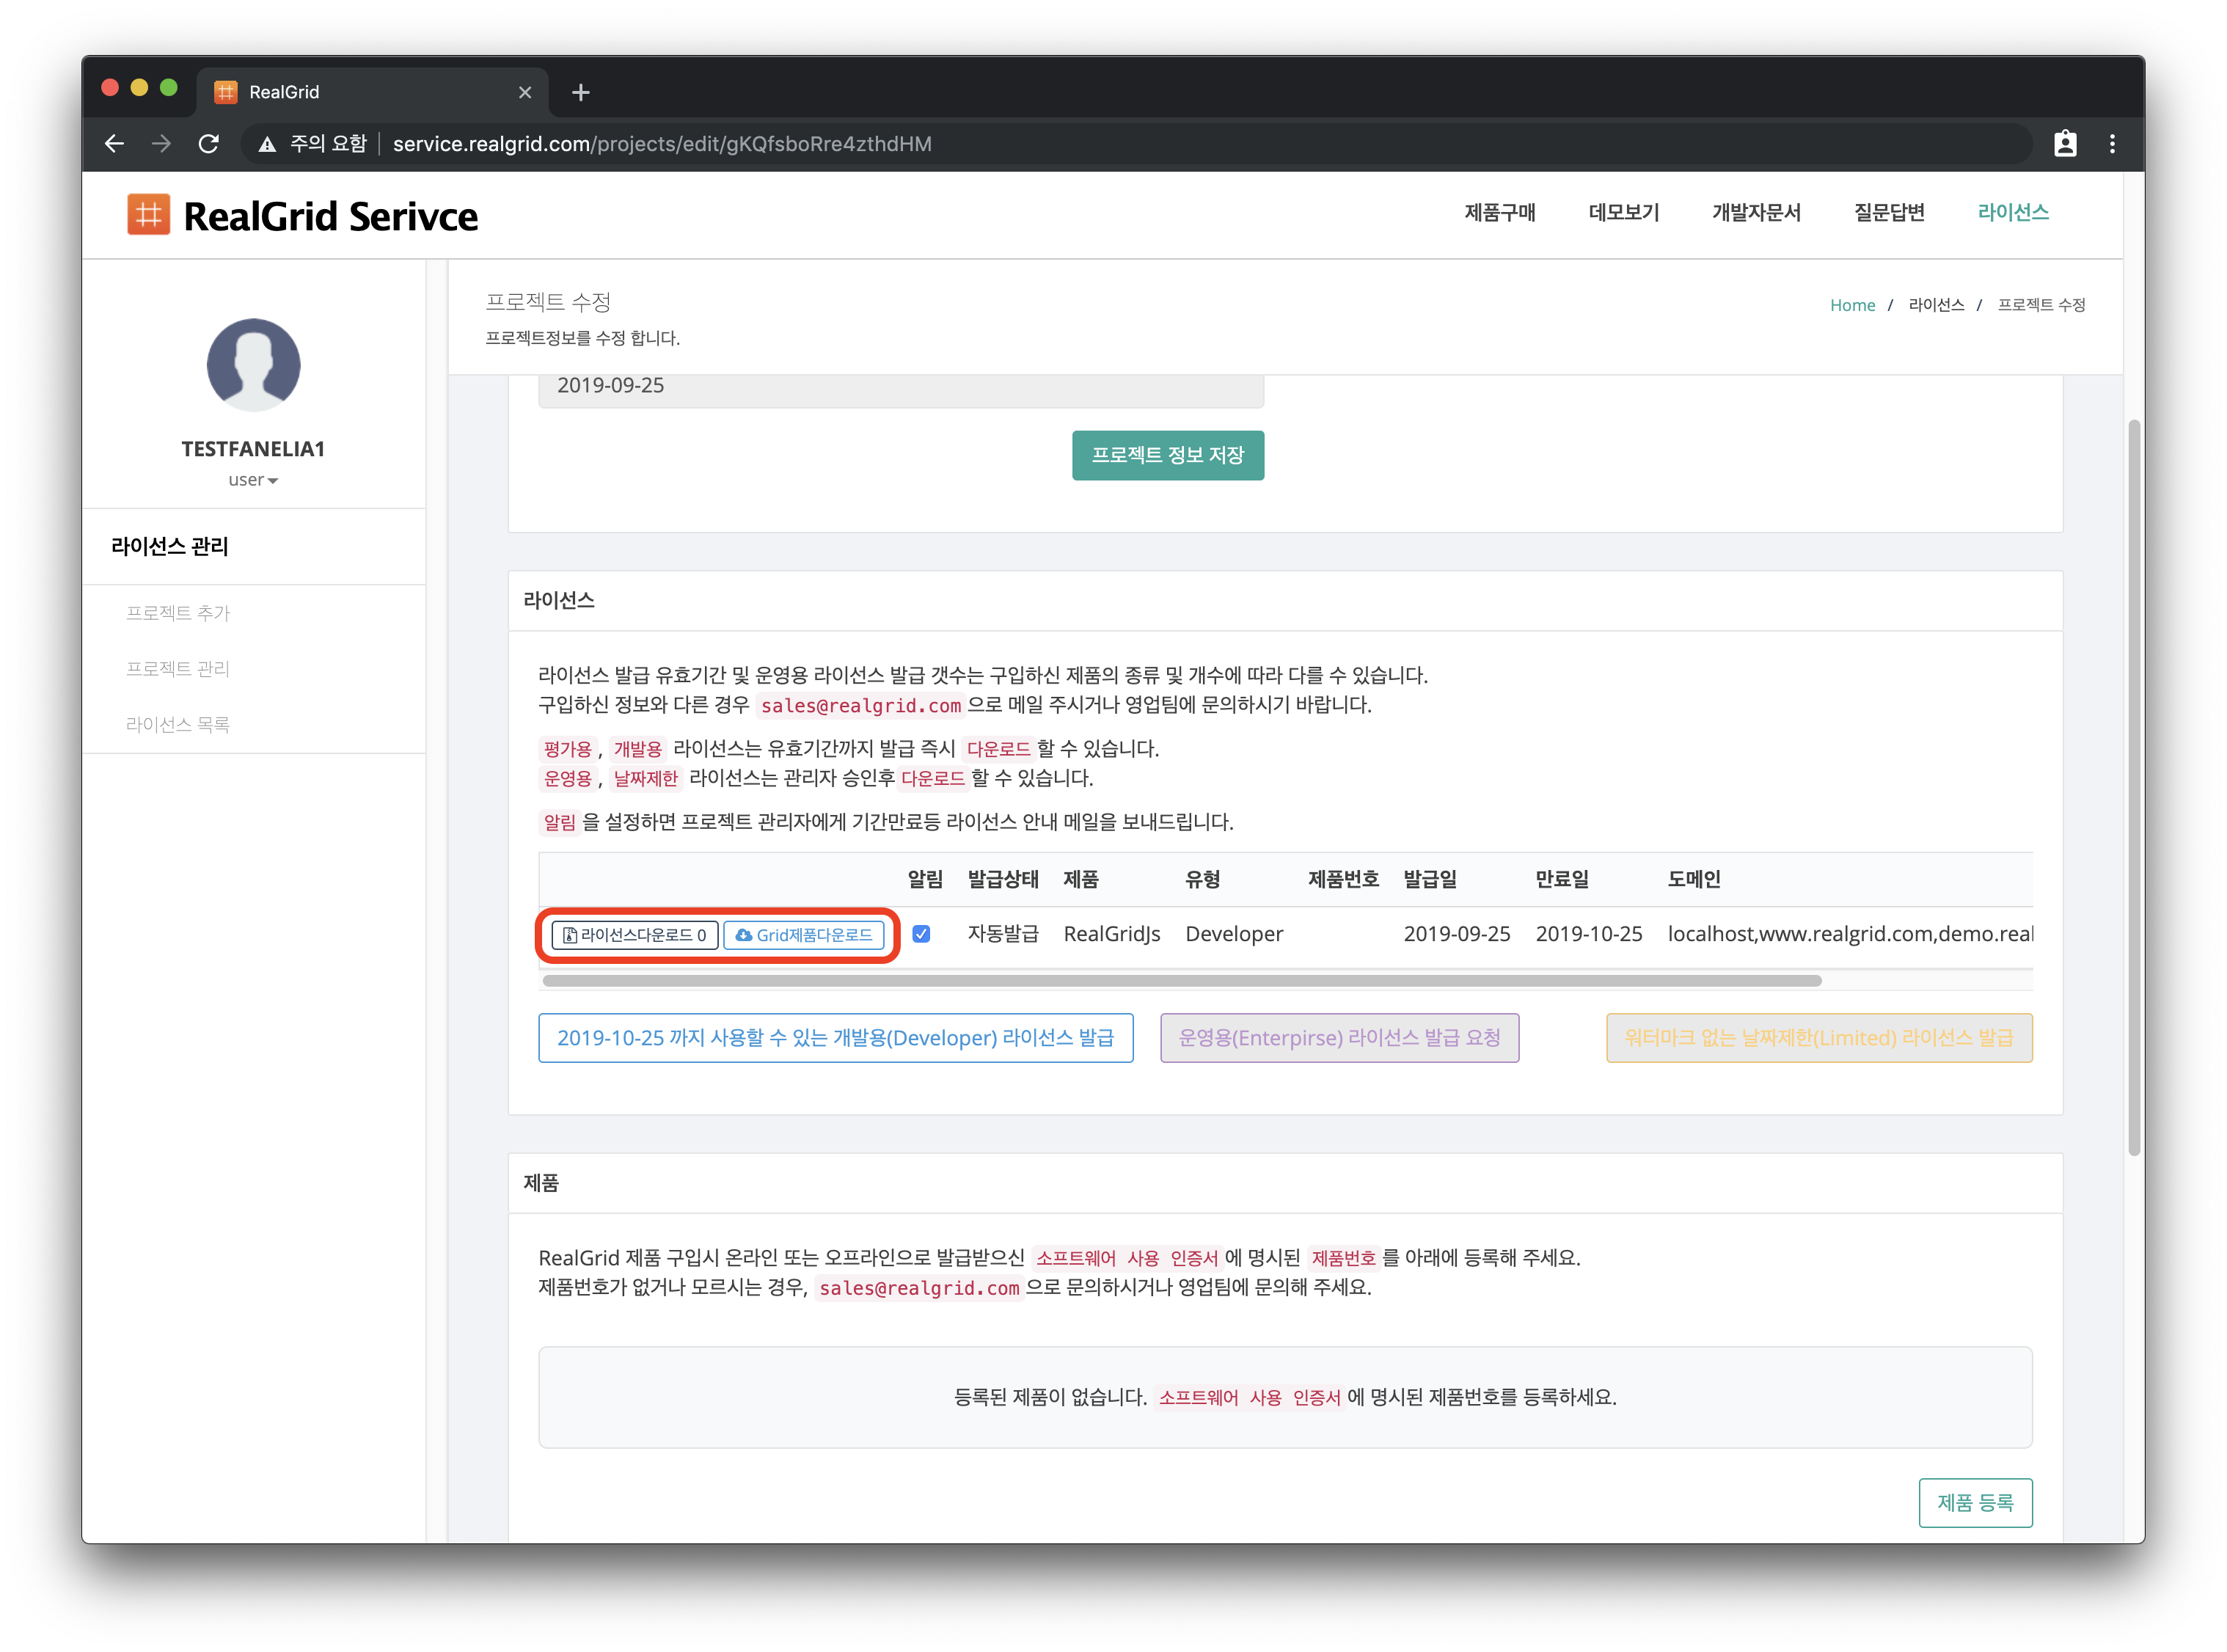 RealGrid
주의 요함 service.realgrid.com/projects/edit/gKQfsboRre4zthdHM
RealGrid Serivce
제품구매 데모보기 개발자문서 질문답변 라이선스
TESTFANELIA1
user
라이선스 관리
프로젝트 추가
프로젝트 관리
라이선스 목록
프로젝트 수정
프로젝트정보를 수정 합니다.
Home / 라이선스 / 프로젝트 수정
2019-09-25
프로젝트 정보 저장
라이선스
라이선스 발급 유효기간 및 운영용 라이선스 발급 갯수는 구입하신 제품의 종류 및 개수에 따라 다를 수 있습니다.
구입하신 정보와 다른 경우 sales@realgrid.com 으로 메일 주시거나 영업팀에 문의하시기 바랍니다.
평가용 , 개발용 라이선스는 유효기간까지 발급 즉시 다운로드 할 수 있습니다.
운영용 , 날짜제한 라이선스는 관리자 승인후 다운로드 할 수 있습니다.
알림 을 설정하면 프로젝트 관리자에게 기간만료등 라이선스 안내 메일을 보내드립니다.
알림 발급상태 제품 유형 제품번호 발급일 만료일 도메인
라이선스다운로드 0 Grid제품다운로드 자동발급 RealGridJs Developer 2019-09-25 2019-10-25 localhost,www.realgrid.com,demo.real
2019-10-25 까지 사용할 수 있는 개발용(Developer) 라이선스 발급 운영용(Enterpirse) 라이선스 발급 요청 워터마크 없는 날짜제한(Limited) 라이선스 발급
제품
RealGrid 제품 구입시 온라인 또는 오프라인으로 발급받으신 소프트웨어 사용 인증서 에 명시된 제품번호 를 아래에 등록해 주세요.
제품번호가 없거나 모르시는 경우, sales@realgrid.com 으로 문의하시거나 영업팀에 문의해 주세요.
등록된 제품이 없습니다. 소프트웨어 사용 인증서 에 명시된 제품번호를 등록하세요.
제품 등록